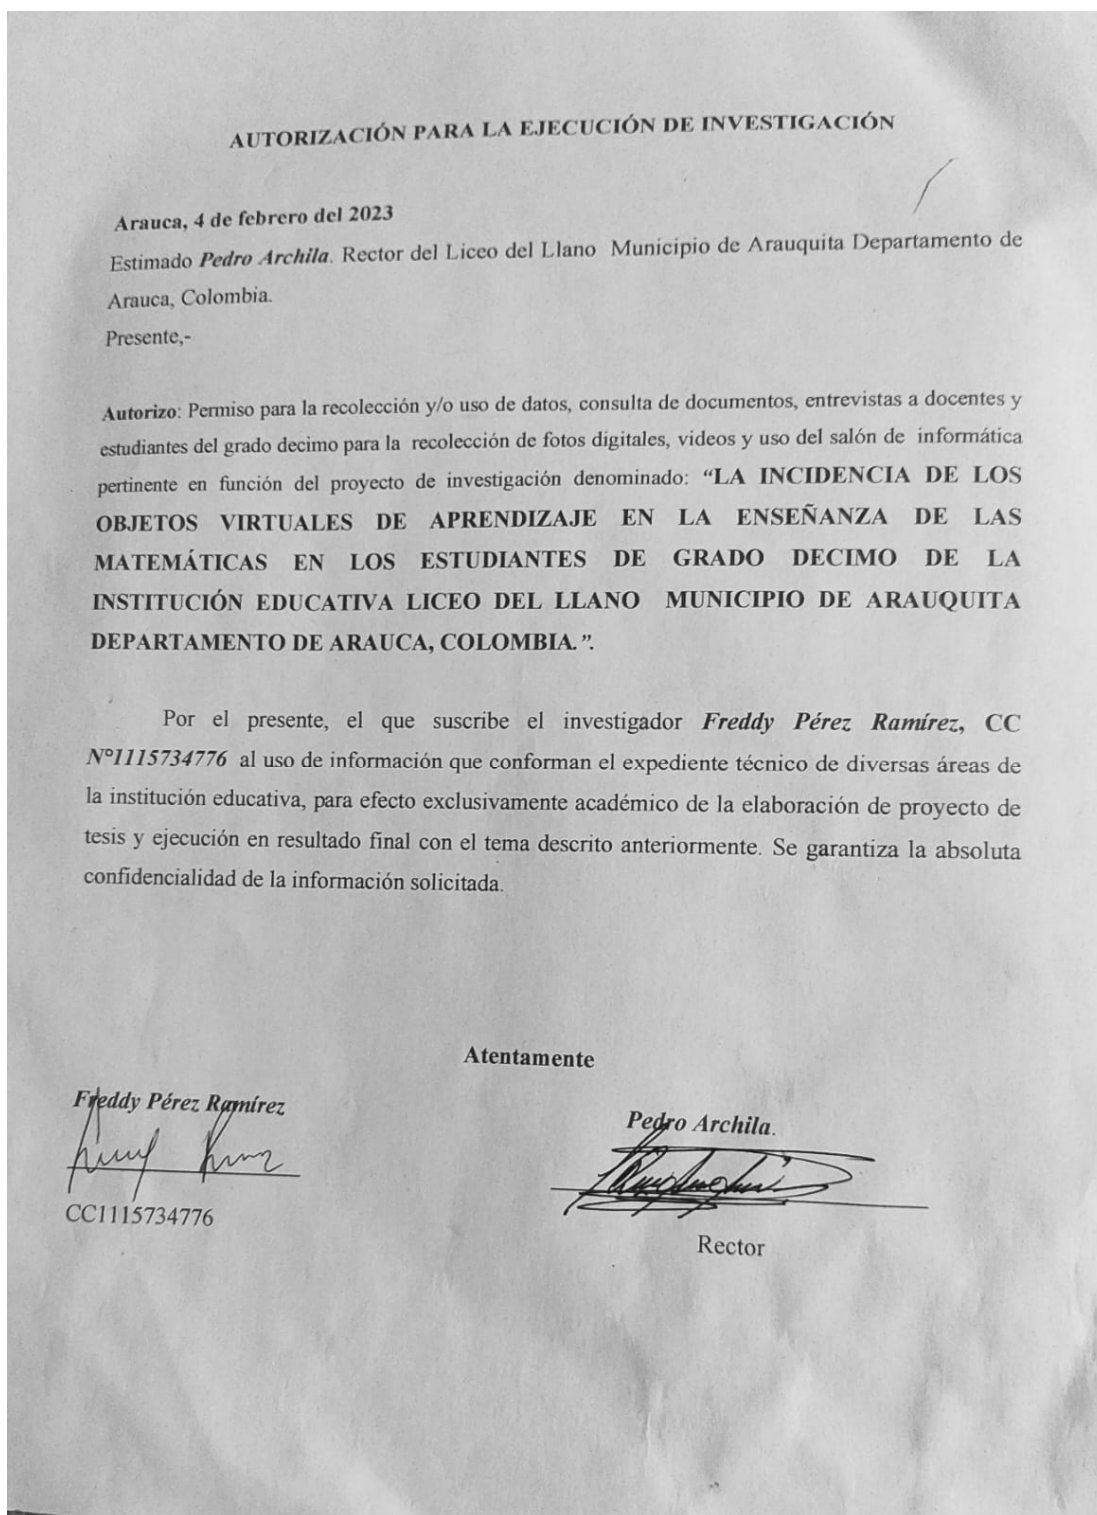 AUTORIZACIÓN PARA LA EJECUCIÓN DE INVESTIGACIÓN
Arauca, 4 de febrero del 2023
Estimado Pedro Archila. Rector del Liceo del Llano Municipio de Arauquita Departamento de
Arauca, Colombia.
Presente,-
Autorizo: Permiso para la recolección y/o uso de datos, consulta de documentos, entrevistas a docentes y
estudiantes del grado decimo para la recolección de fotos digitales, videos y uso del salón de informática
pertinente en función del proyecto de investigación denominado: “LA INCIDENCIA DE LOS
OBJETOS VIRTUALES DE APRENDIZAJE EN LA ENSEÑANZA DE LAS
MATEMÁTICAS EN LOS ESTUDIANTES DE GRADO DECIMO DE LA
INSTITUCIÓN EDUCATIVA LICEO DEL LLANO MUNICIPIO DE ARAUQUITA
DEPARTAMENTO DE ARAUCA, COLOMBIA.”.
Por el presente, el que suscribe el investigador Freddy Pérez Ramírez, CC
N°1115734776 al uso de información que conforman el expediente técnico de diversas áreas de
la institución educativa, para efecto exclusivamente académico de la elaboración de proyecto de
tesis y ejecución en resultado final con el tema descrito anteriormente. Se garantiza la absoluta
confidencialidad de la información solicitada.
Atentamente
Freddy Pérez Ramírez
Pedro Archila.
CC1115734776
Rector